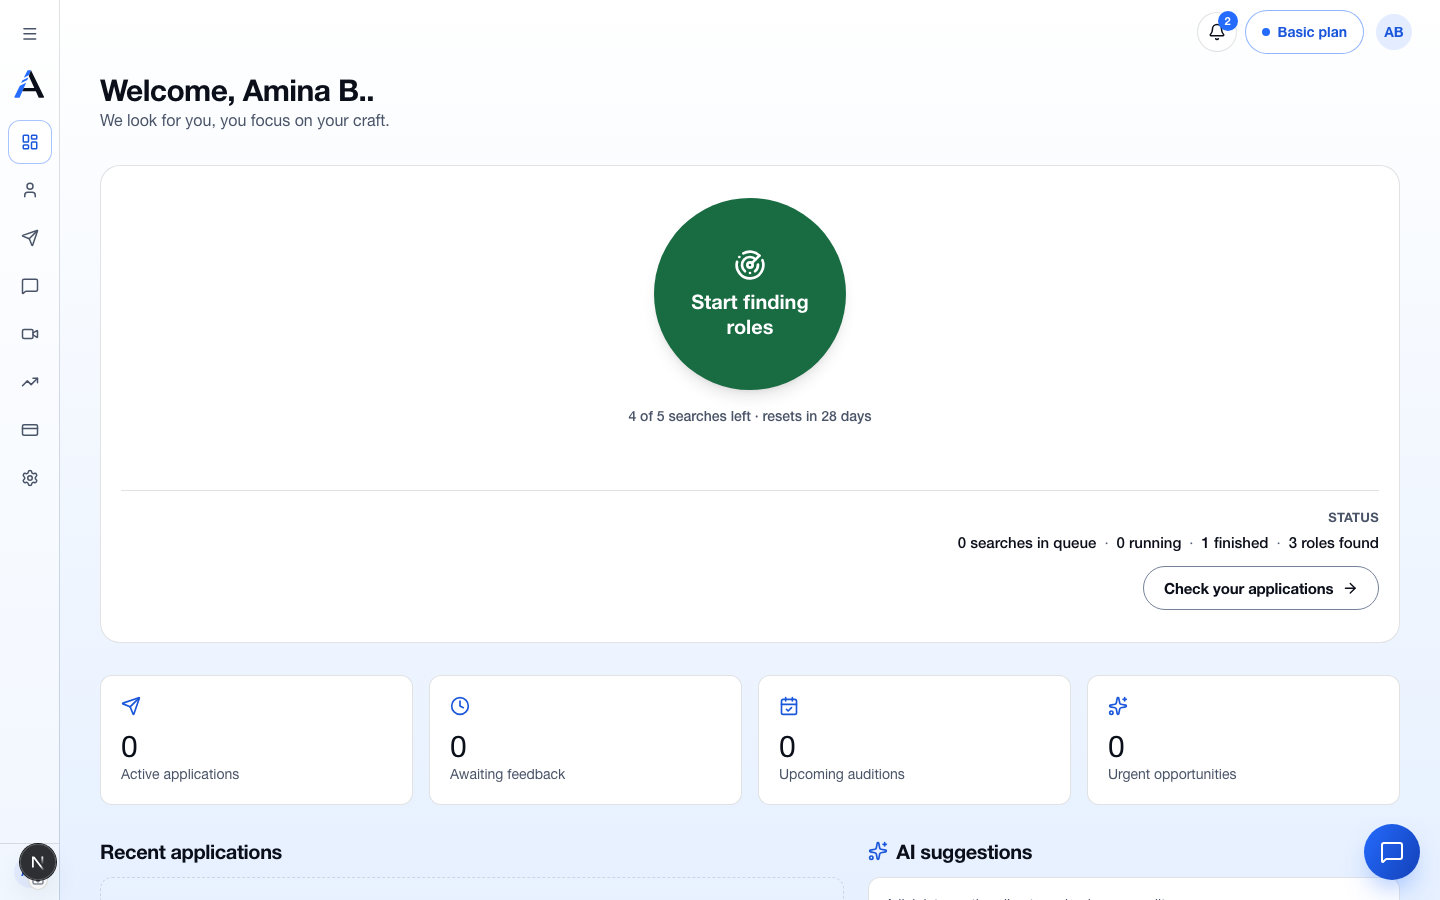 2
Basic plan
AB
Welcome, Amina B..
We look for you, you focus on your craft.
Start finding
roles
4 of 5 searches left · resets in 28 days
STATUS
0 searches in queue · 0 running · 1 finished · 3 roles found
Check your applications
0
Active applications
0
Awaiting feedback
0
Upcoming auditions
0
Urgent opportunities
Recent applications
AI suggestions
N